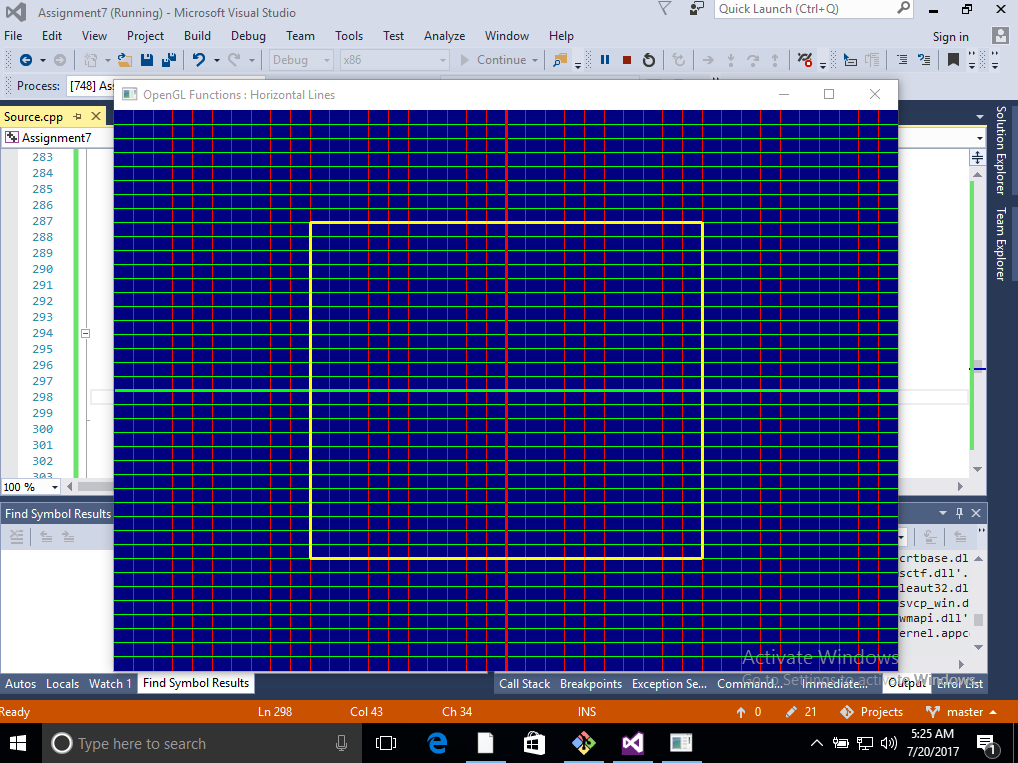 Assignment7 (Running) - Microsoft Visual Studio
Quick Launch (Ctrl+Q)
File Edit View Project Build Debug Team Tools Test Analyze Window Help
Sign in
Debug x86 Continue
Process: [748]
OpenGL Functions : Horizontal Lines
Source.cpp
Assignment7
283
284
285
286
287
288
289
290
291
292
293
294
295
296
297
298
299
300
301
302
303
100 %
Solution Explorer
Team Explorer
Find Symbol Results
crtbase.dl
sctf.dll'.
leaut32.dl
svcp_win.d
wmapi.dll'
ernel.appc
Activate Windows
Go to Settings to activate Windows.
Autos Locals Watch 1 Find Symbol Results
Call Stack Breakpoints Exception Se... Command... Immediate... Output Error List
Ready Ln 298 Col 43 Ch 34 INS 0 21 Projects master
Type here to search
5:25 AM
7/20/2017
1